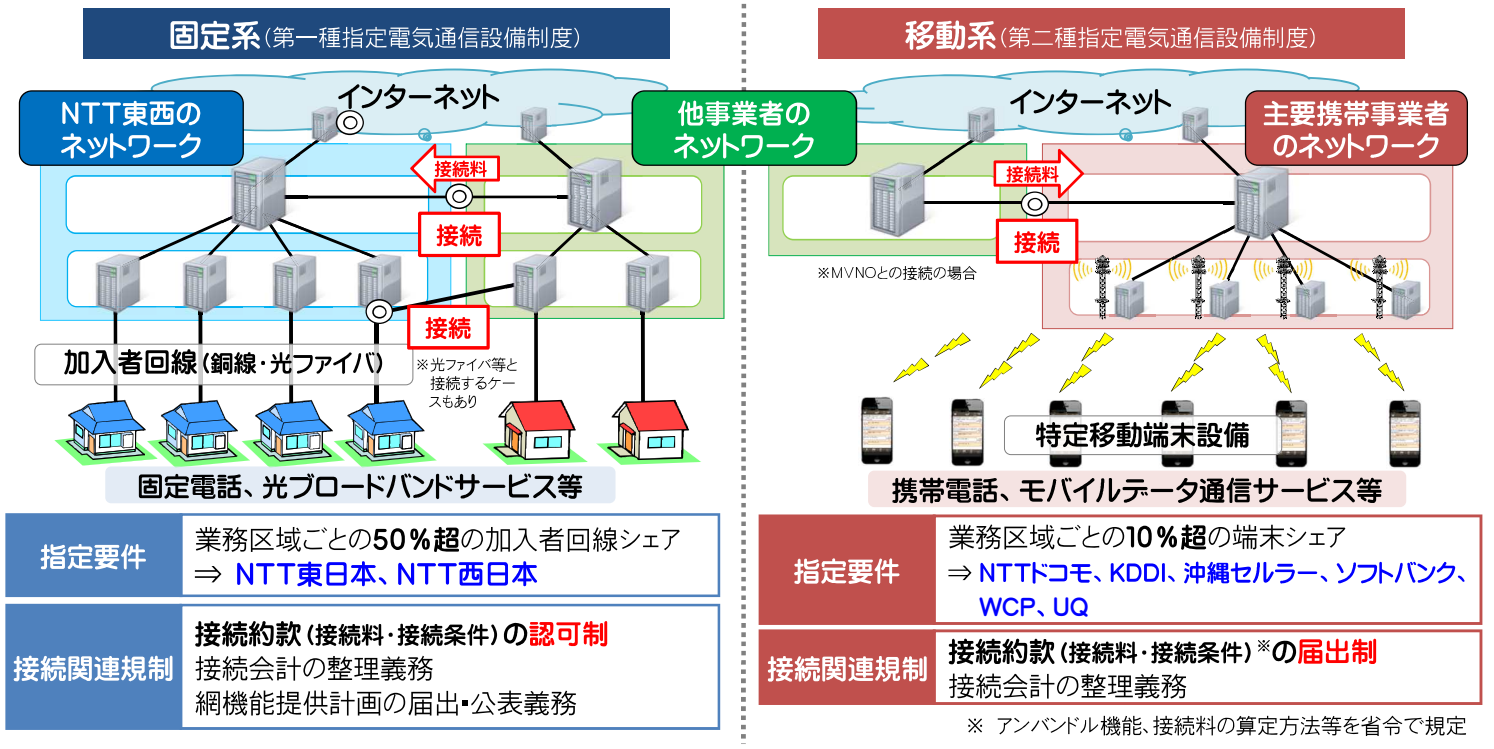 固定系(第一種指定電気通信設備制度)
インターネット
NTT東西の
ネットワーク
他事業者の
ネットワーク
接続料
接続
接続
加入者回線(銅線・光ファイバ)
※光ファイバ等と
接続するケー
スもあり
固定電話、光ブロードバンドサービス等
指定要件
業務区域ごとの50%超の加入者回線シェア
⇒ NTT東日本、NTT西日本
接続関連規制
接続約款(接続料・接続条件)の認可制
接続会計の整理義務
網機能提供計画の届出・公表義務
移動系(第二種指定電気通信設備制度)
インターネット
主要携帯事業者
のネットワーク
接続料
接続
※MVNOとの接続の場合
特定移動端末設備
携帯電話、モバイルデータ通信サービス等
指定要件
業務区域ごとの10%超の端末シェア
⇒ NTTドコモ、KDDI、沖縄セルラー、ソフトバンク、
WCP、UQ
接続関連規制
接続約款(接続料・接続条件)※の届出制
接続会計の整理義務
※ アンバンドル機能、接続料の算定方法等を省令で規定